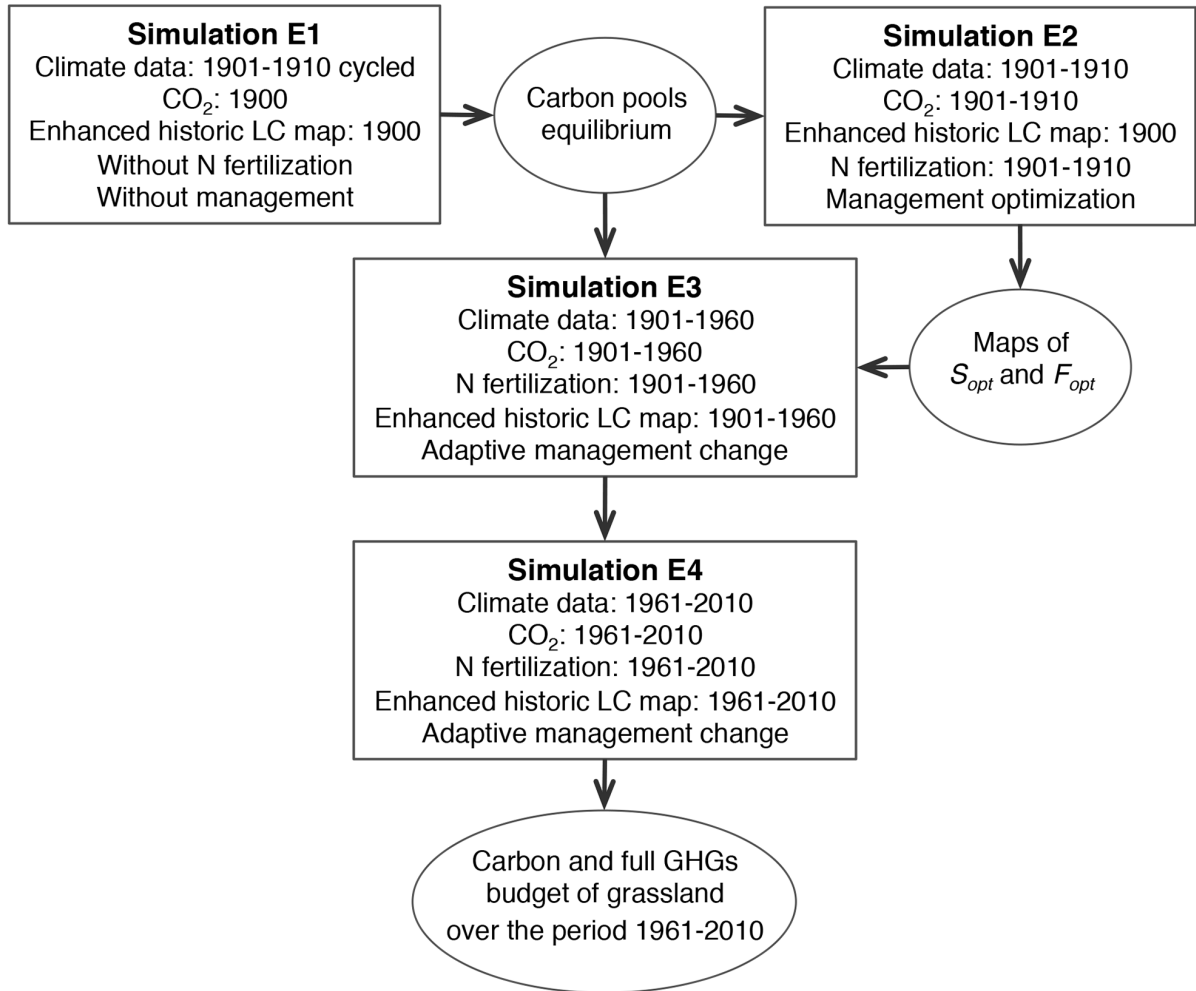 Simulation E1
Climate data: 1901-1910 cycled
CO₂: 1900
Enhanced historic LC map: 1900
Without N fertilization
Without management
Carbon pools
equilibrium
Simulation E2
Climate data: 1901-1910
CO₂: 1901-1910
Enhanced historic LC map: 1900
N fertilization: 1901-1910
Management optimization
Simulation E3
Climate data: 1901-1960
CO₂: 1901-1960
N fertilization: 1901-1960
Enhanced historic LC map: 1901-1960
Adaptive management change
Maps of
Sopt and Fopt
Simulation E4
Climate data: 1961-2010
CO₂: 1961-2010
N fertilization: 1961-2010
Enhanced historic LC map: 1961-2010
Adaptive management change
Carbon and full GHGs
budget of grassland
over the period 1961-2010